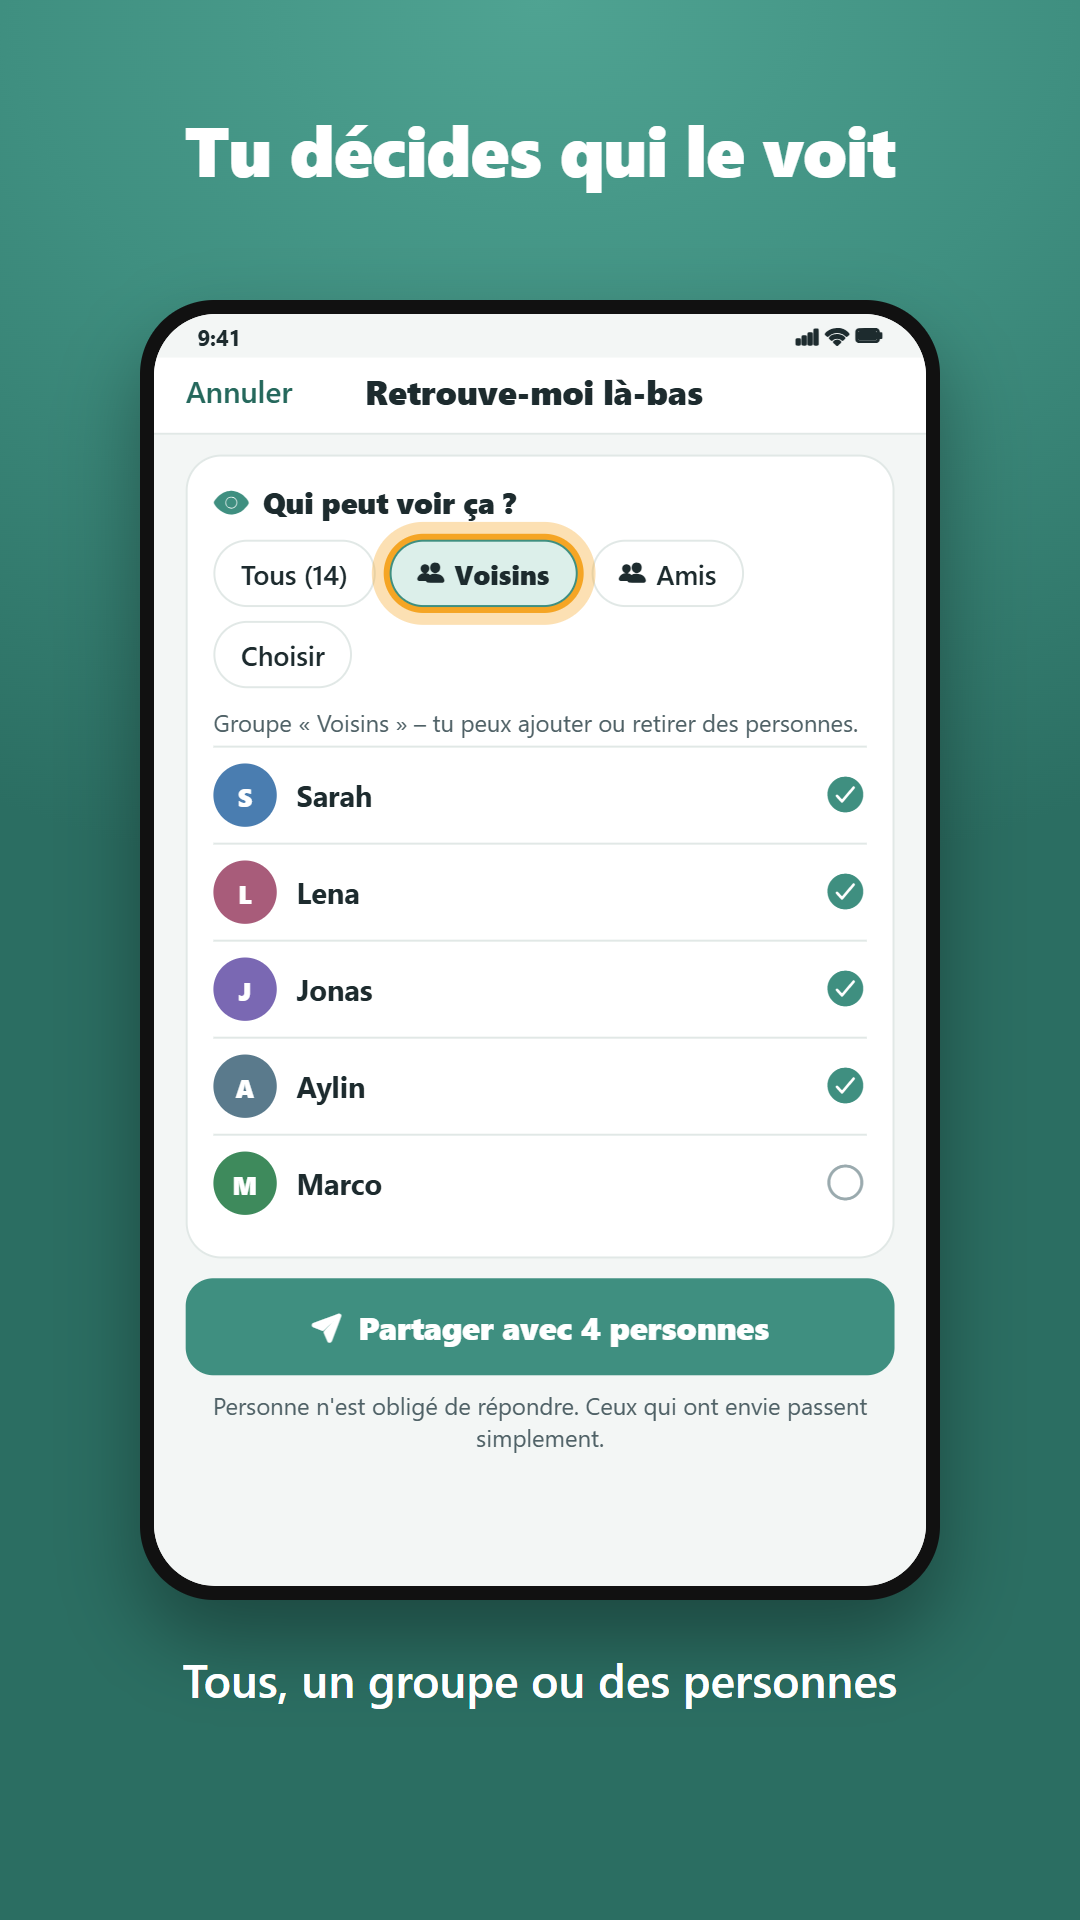 Tu décides qui le voit
9:41
Annuler
Retrouve-moi là-bas
Qui peut voir ça ?
Tous (14)
Voisins
Amis
Choisir
Groupe « Voisins » – tu peux ajouter ou retirer des personnes.
S
Sarah
L
Lena
J
Jonas
A
Aylin
M
Marco
Partager avec 4 personnes
Personne n'est obligé de répondre. Ceux qui ont envie passent
simplement.
Tous, un groupe ou des personnes